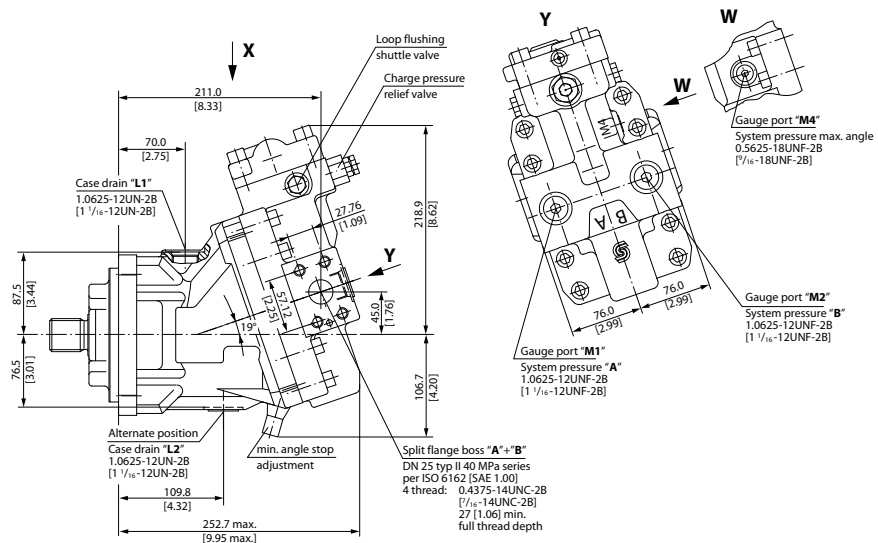 X
211.0
[8.33]
70.0
[2.75]
Case drain "L1"
1.0625-12UN-2B
[1 1/16-12UN-2B]
Loop flushing
shuttle valve
Charge pressure
relief valve
27.76
[1.09]
218.9
[8.62]
Y
87.5
[3.44]
57.12
[2.25]
45.0
[1.76]
19°
76.5
[3.01]
106.7
[4.20]
Alternate position
Case drain "L2"
1.0625-12UN-2B
[1 1/16-12UN-2B]
min. angle stop
adjustment
109.8
[4.32]
252.7 max.
[9.95 max.]
Split flange boss "A"+"B"
DN 25 typ II 40 MPa series
per ISO 6162 [SAE 1.00]
4 thread: 0.4375-14UNC-2B
[7/16-14UNC-2B]
27 [1.06] min.
full thread depth
Y
M4
W
B A
S
76.0
[2.99]
76.0
[2.99]
Gauge port "M1"
System pressure "A"
1.0625-12UNF-2B
[1 1/16-12UNF-2B]
Gauge port "M2"
System pressure "B"
1.0625-12UNF-2B
[1 1/16-12UNF-2B]
W
Gauge port "M4"
System pressure max. angle
0.5625-18UNF-2B
[9/16-18UNF-2B]